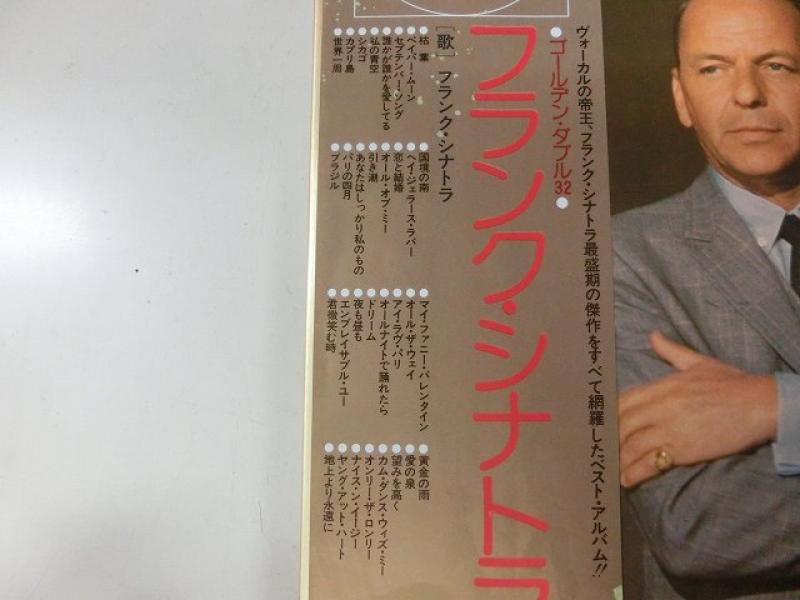 ヴォーカルの帝王、フランク・シナトラ最盛期の傑作をすべて網羅したベスト・アルバム!!
●ゴールデン・ダブル32●
フランク・シナトラ
[歌] フランク・シナトラ
●枯葉
●ペイパー・ムーン
●セプテンバー・ソング
●誰かが誰かを愛してる
●私の青空
●シカゴ
●カプリ島
●世界一周
●国境の南
●ヘイ・ジェラース・ラバー
●恋と結婚
●オール・オブ・ミー
●引き潮
●あなたはしっかり私のもの
●パリの四月
●ブラジル
●マイ・ファニー・バレンタイン
●オール・ザ・ウェイ
●アイ・ラヴ・パリ
●オールナイトで踊れたら
●ドリーム
●夜も昼も
●エンブレイサブル・ユー
●君微笑む時
●黄金の雨
●愛の泉
●望みを高く
●カム・ダンス・ウィズ・ミー
●オンリー・ザ・ロンリー
●ナイス・ン・イージー
●ヤング・アット・ハート
●地上より永遠に